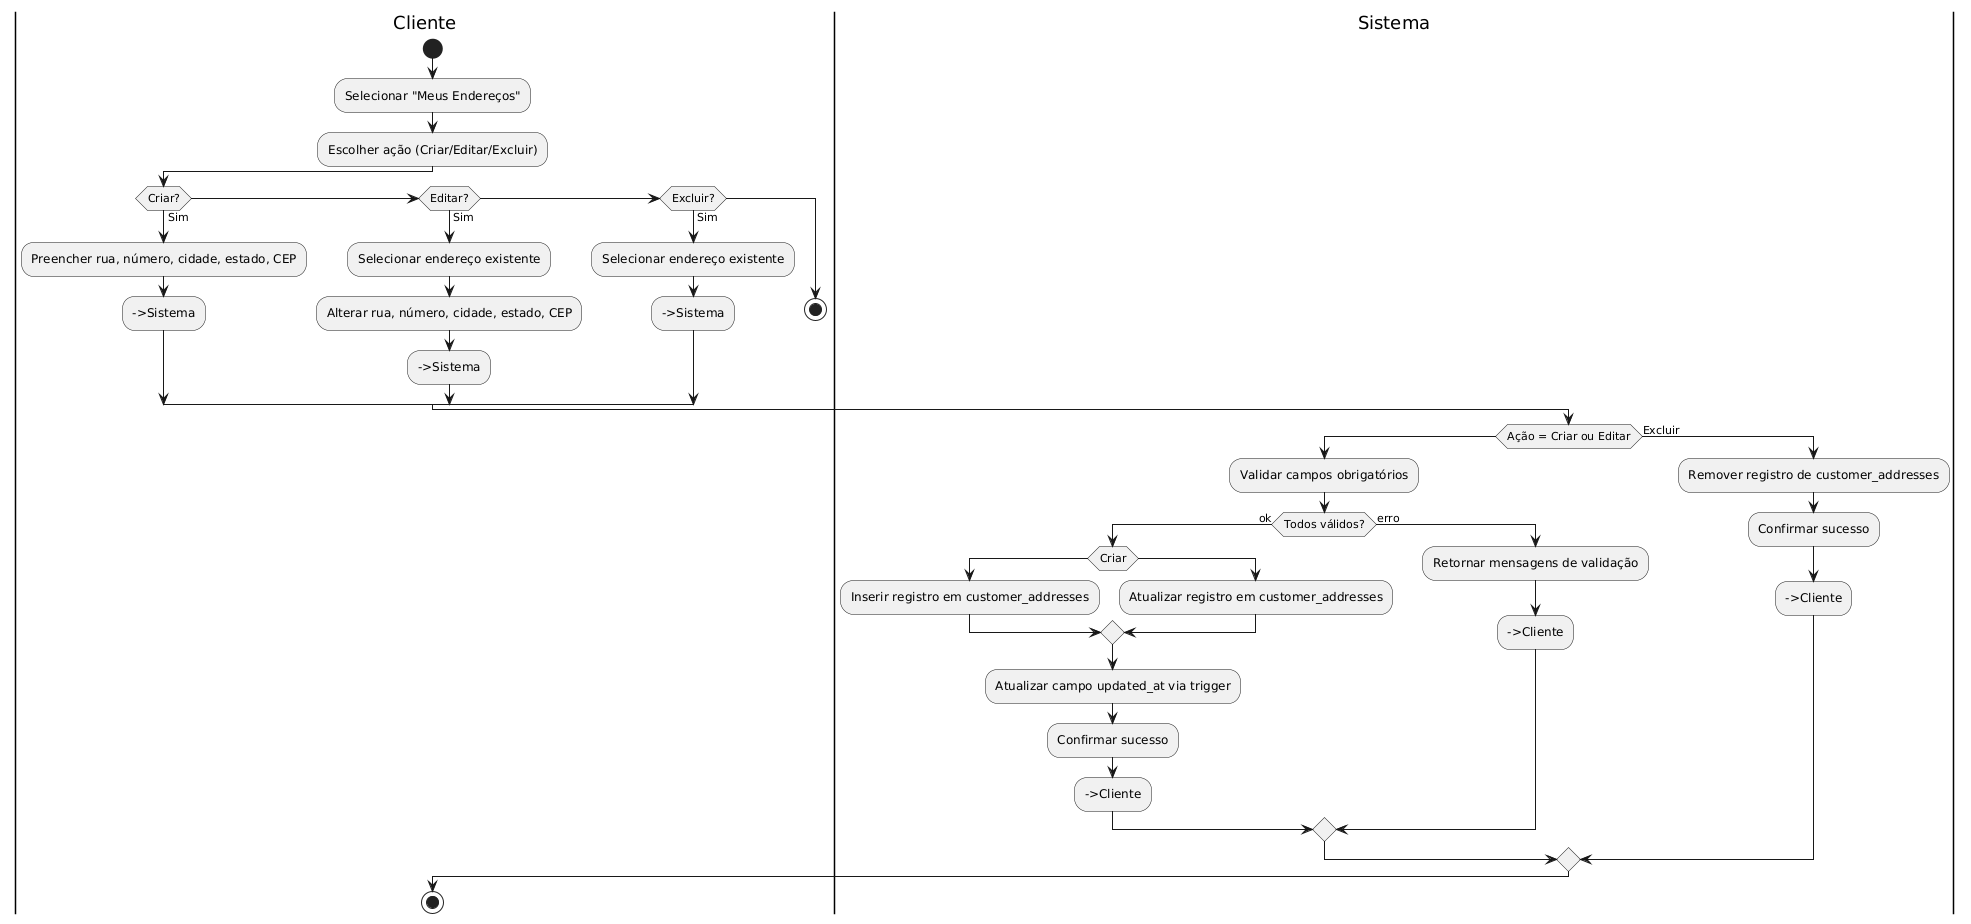 Cliente
Sistema
Selecionar "Meus Endereços"
Escolher ação (Criar/Editar/Excluir)
Criar?
Editar?
Excluir?
Sim
Sim
Sim
Preencher rua, número, cidade, estado, CEP
Selecionar endereço existente
Selecionar endereço existente
->Sistema
Alterar rua, número, cidade, estado, CEP
->Sistema
->Sistema
Ação = Criar ou Editar
Excluir
Validar campos obrigatórios
Remover registro de customer_addresses
ok
Todos válidos?
erro
Confirmar sucesso
Criar
Retornar mensagens de validação
Inserir registro em customer_addresses
Atualizar registro em customer_addresses
->Cliente
->Cliente
Atualizar campo updated_at via trigger
Confirmar sucesso
->Cliente